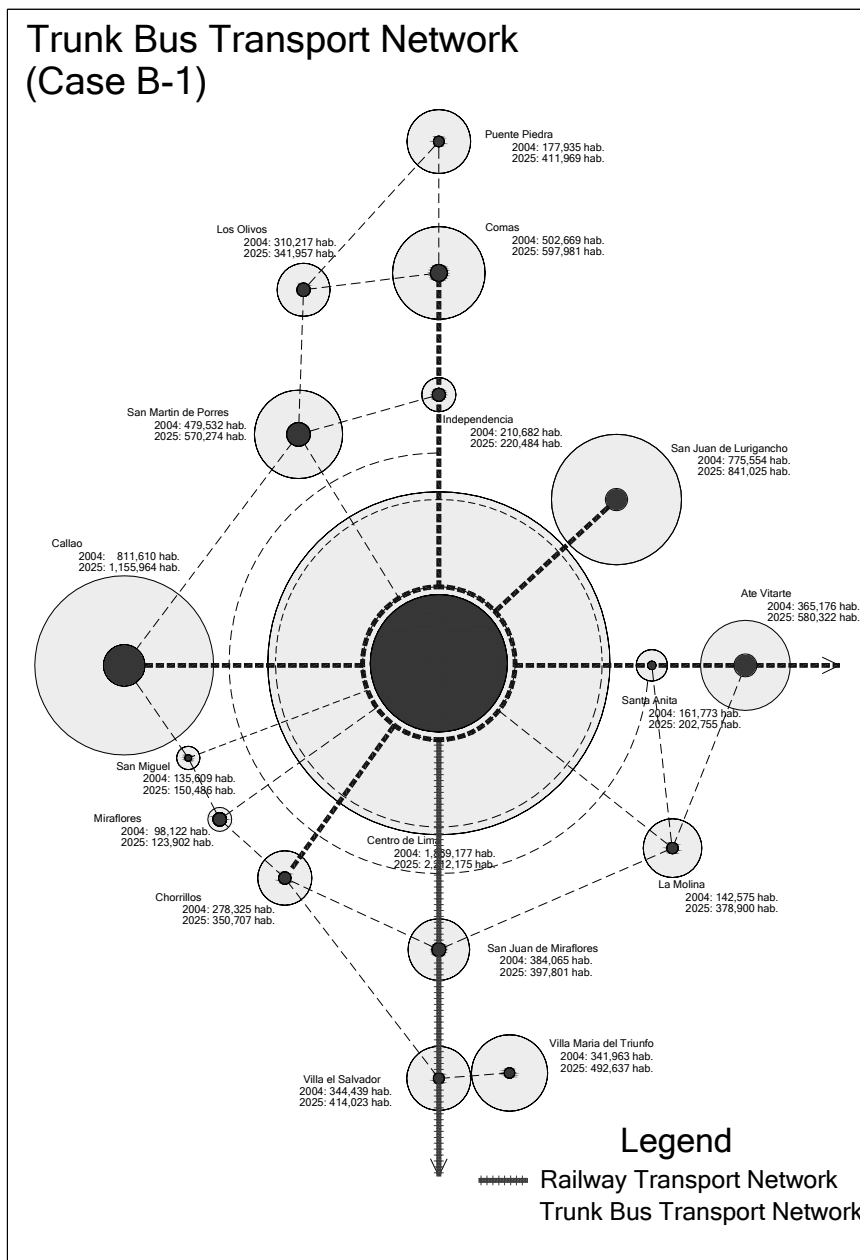 Trunk Bus Transport Network
(Case B-1)
Puente Piedra
2004: 177,935 hab.
2025: 411,969 hab.
Los Olivos
2004: 310,217 hab.
2025: 341,957 hab.
Comas
2004: 502,669 hab.
2025: 597,981 hab.
San Martin de Porres
2004: 479,532 hab.
2025: 570,274 hab.
Independencia
2004: 210,682 hab.
2025: 220,484 hab.
San Juan de Lurigancho
2004: 775,554 hab.
2025: 841,025 hab.
Callao
2004: 811,610 hab.
2025: 1,155,964 hab.
Ate Vitarte
2004: 365,176 hab.
2025: 580,322 hab.
Santa Anita
2004: 161,773 hab.
2025: 202,755 hab.
San Miguel
2004: 135,609 hab.
2025: 150,486 hab.
Miraflores
2004: 98,122 hab.
2025: 123,902 hab.
Centro de Lima
2004: hab.
2025: hab.
Chorrillos
2004: 278,325 hab.
2025: 350,707 hab.
La Molina
2004: 142,575 hab.
2025: 378,900 hab.
San Juan de Miraflores
2004: 384,065 hab.
2025: 397,801 hab.
Villa Maria del Triunfo
2004: 341,963 hab.
2025: 492,637 hab.
Villa el Salvador
2004: 344,439 hab.
2025: 414,023 hab.
Legend
Railway Transport Network
Trunk Bus Transport Network